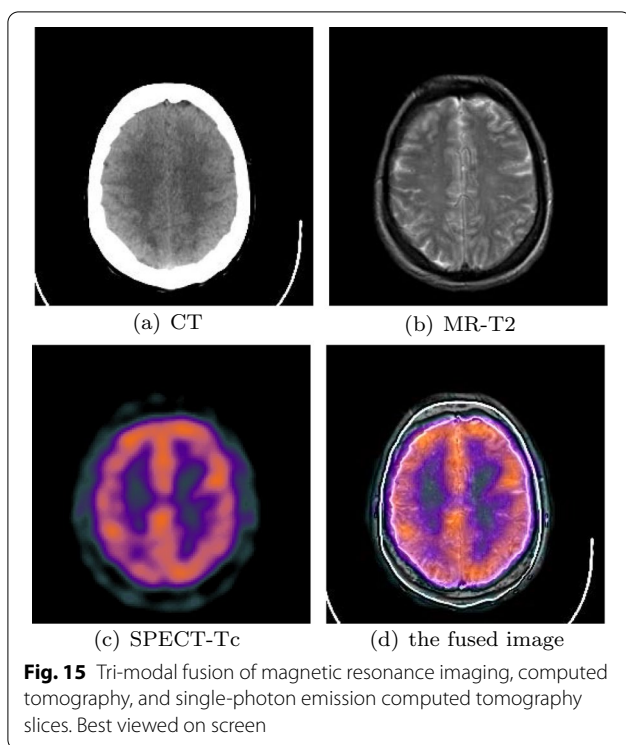 (a) CT
(b) MR-T2
(c) SPECT-Tc
(d) the fused image
Fig. 15 Tri-modal fusion of magnetic resonance imaging, computed
tomography, and single-photon emission computed tomography
slices. Best viewed on screen